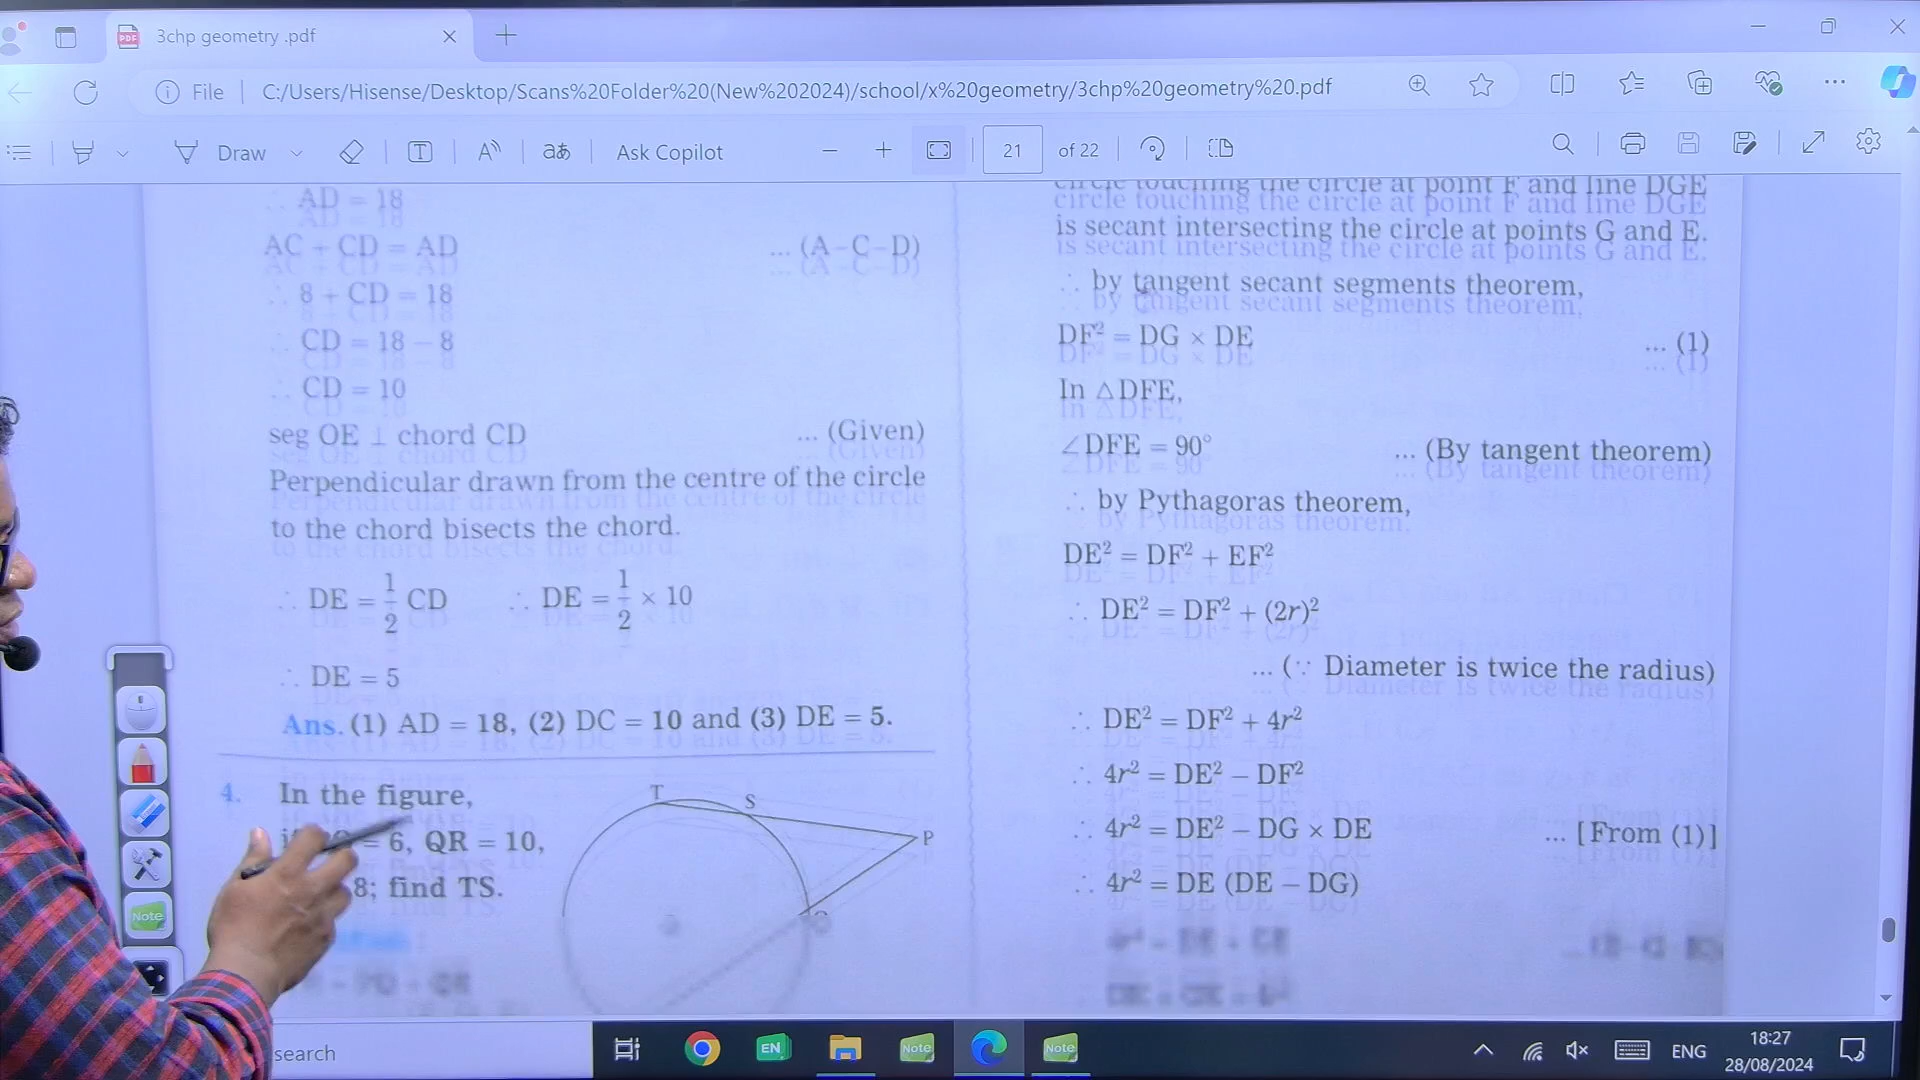 3chp geometry .pdf
File
C:/Users/Hisense/Desktop/Scans%20Folder%20(New%202024)/school/x%20geometry/3chp%20geometry%20.pdf
Draw
Ask Copilot
21 of 22
∴ AD = 18
AC + CD = AD ... (A-C-D)
∴ 8 + CD = 18
∴ CD = 18 − 8
∴ CD = 10
seg OE ⊥ chord CD ... (Given)
Perpendicular drawn from the centre of the circle
to the chord bisects the chord.
∴ DE = 1/2 CD ∴ DE = 1/2 × 10
∴ DE = 5
Ans. (1) AD = 18, (2) DC = 10 and (3) DE = 5.
4. In the figure,
= 6, QR = 10,
8; find TS.
T
S
P
circle touching the circle at point F and line DGE
is secant intersecting the circle at points G and E.
∴ by tangent secant segments theorem,
DF² = DG × DE ... (1)
In △DFE,
∠DFE = 90° ... (By tangent theorem)
∴ by Pythagoras theorem,
DE² = DF² + EF²
∴ DE² = DF² + (2r)²
... (∵ Diameter is twice the radius)
∴ DE² = DF² + 4r²
∴ 4r² = DE² − DF²
∴ 4r² = DE² − DG × DE ... [From (1)]
∴ 4r² = DE (DE − DG)
Note
search
EN
Note
Note
ENG
18:27
28/08/2024